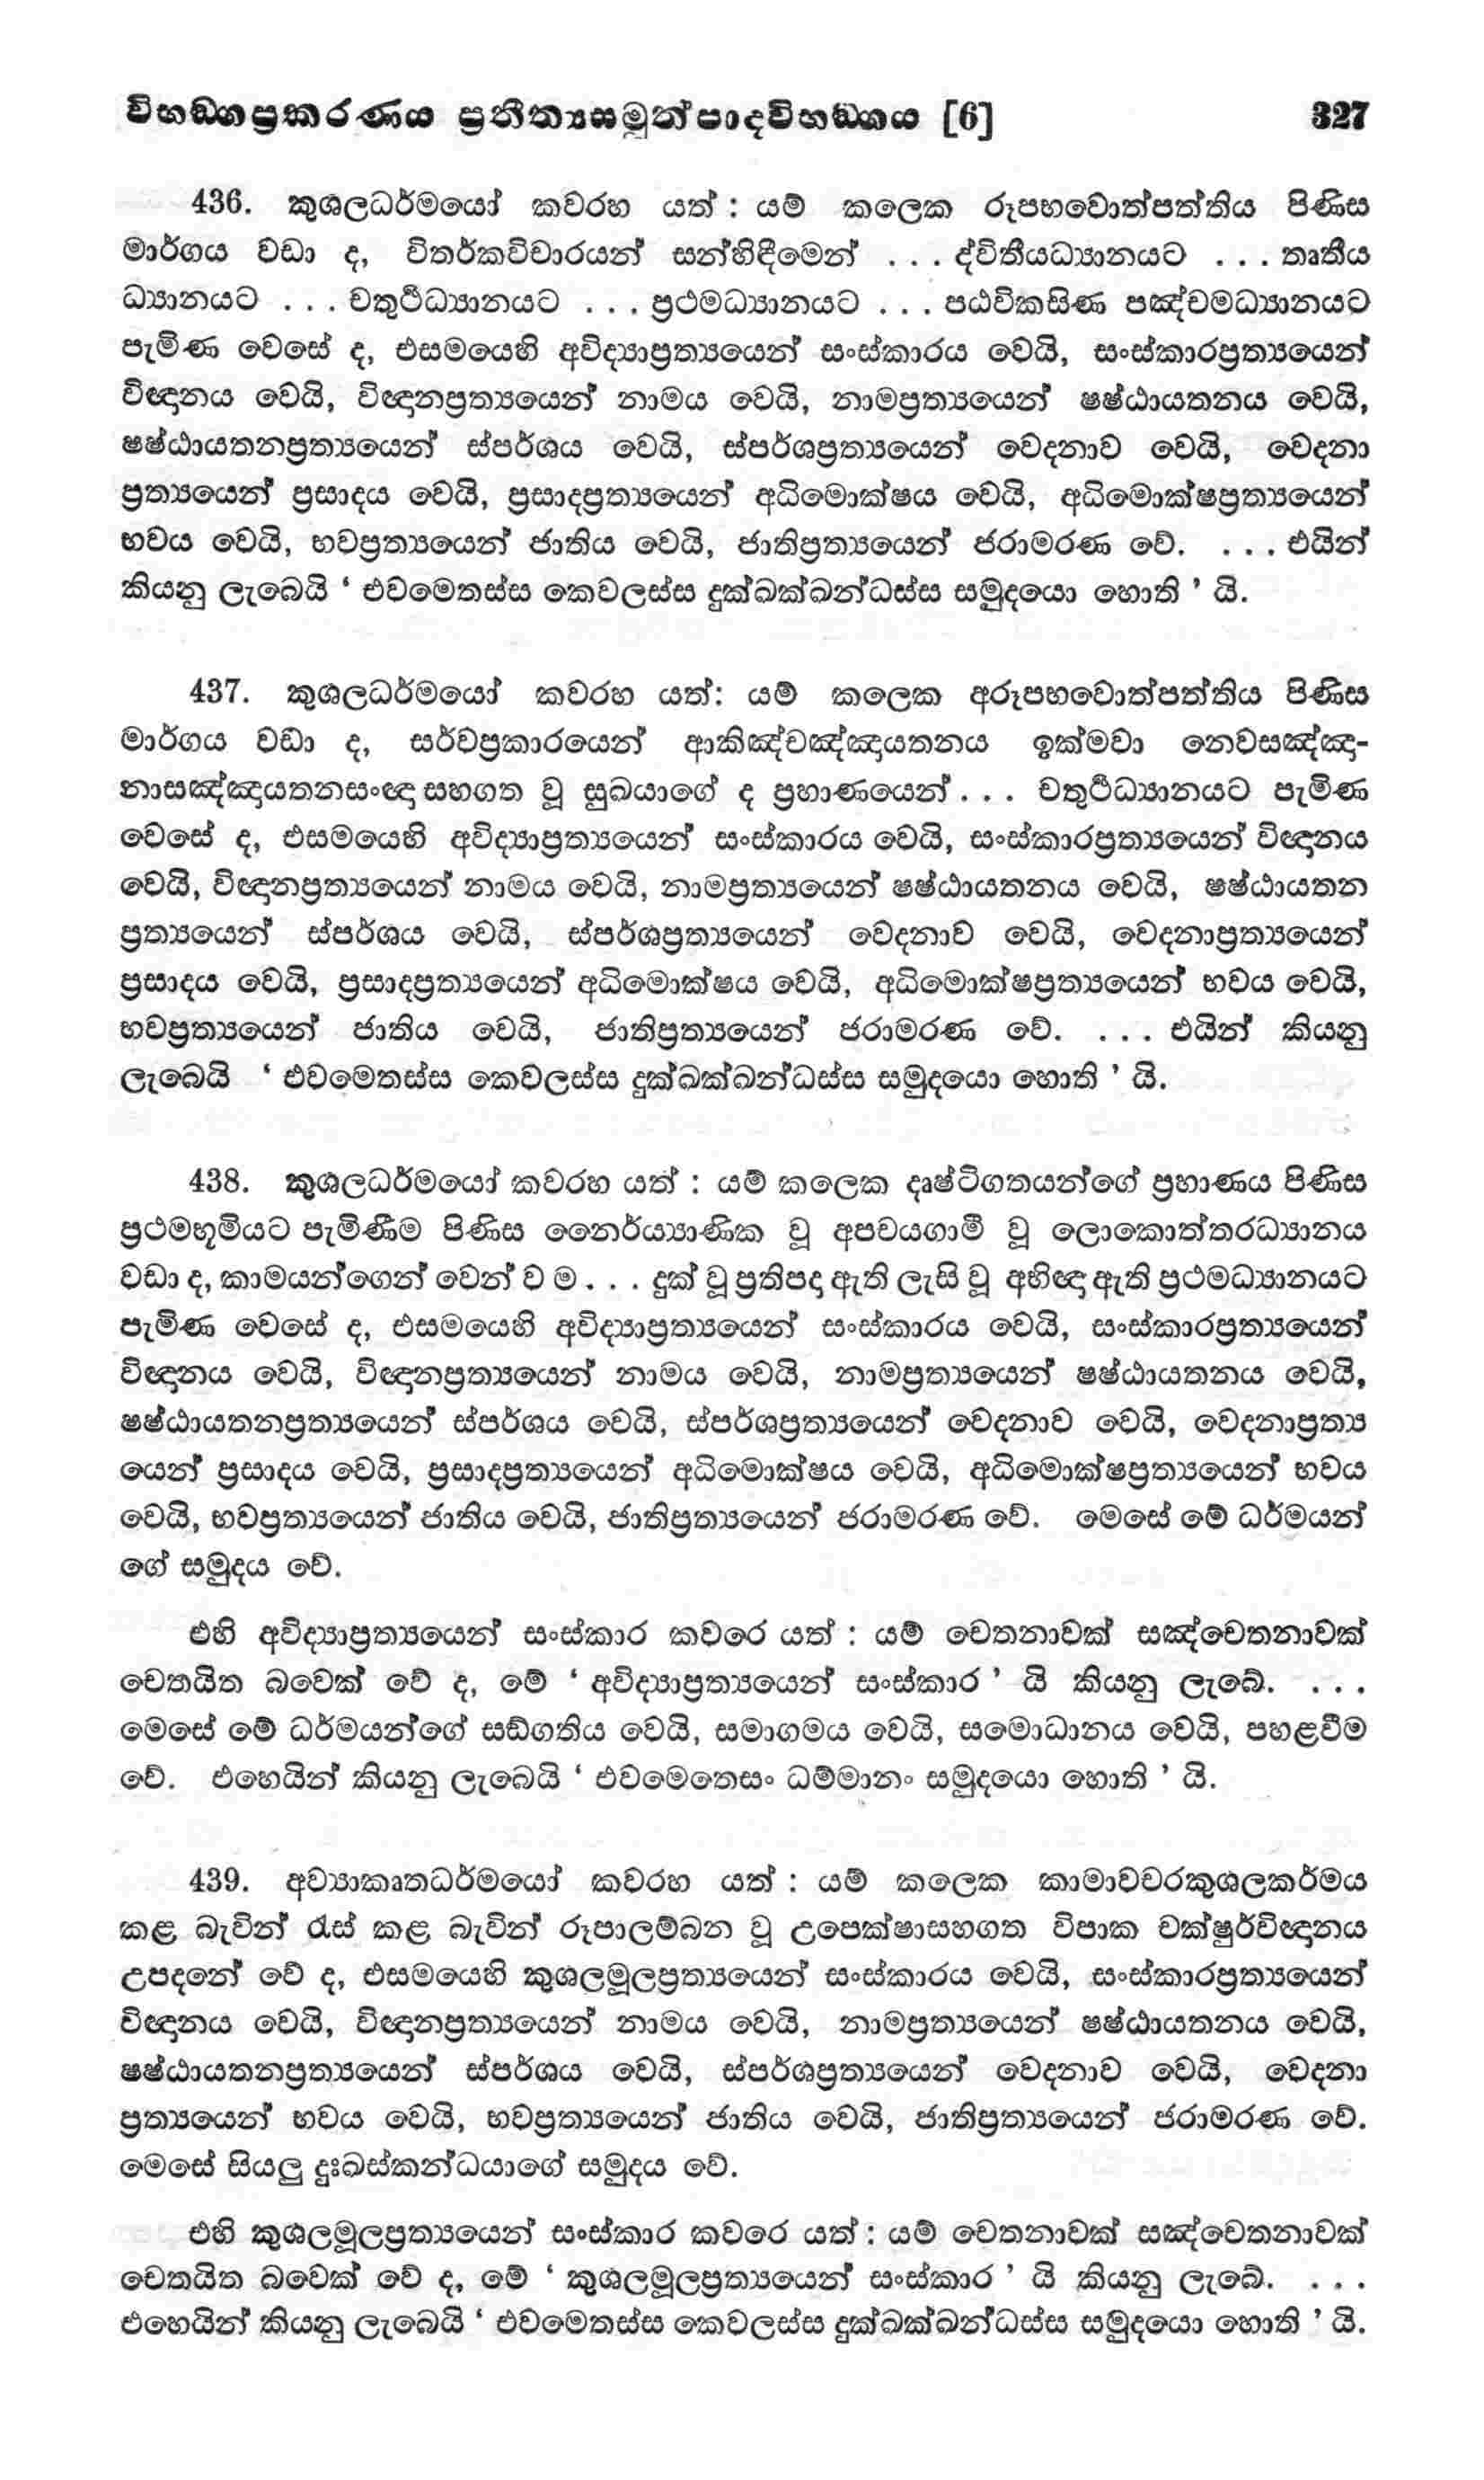 විභඞ්ගප්‍රකරණය ප්‍රතීත්‍යසමුත්පාදවිභඞ්ගය [6] 327
436. කුශලධර්මයෝ කවරහ යත් : යම් කලෙක රූපභවොත්පත්තිය පිණිස
මාර්ගය වඩා ද, විතර්කවිචාරයන් සන්හිඳීමෙන් . . . ද්විතීයධ්‍යානයට . . . තෘතීය
ධ්‍යානයට . . . චතුර්‍ථධ්‍යානයට . . . ප්‍රථමධ්‍යානයට . . . පඨවිකසිණ පඤ්චමධ්‍යානයට
පැමිණ වෙසේ ද, එසමයෙහි අවිද්‍යාප්‍රත්‍යයෙන් සංස්කාරය වෙයි, සංස්කාරප්‍රත්‍යයෙන්
විඥානය වෙයි, විඥානප්‍රත්‍යයෙන් නාමය වෙයි, නාමප්‍රත්‍යයෙන් ෂෂ්ඨායතනය වෙයි,
ෂෂ්ඨායතනප්‍රත්‍යයෙන් ස්පර්ශය වෙයි, ස්පර්ශප්‍රත්‍යයෙන් වෙදනාව වෙයි, වෙදනා
ප්‍රත්‍යයෙන් ප්‍රසාදය වෙයි, ප්‍රසාදප්‍රත්‍යයෙන් අධිමොක්ෂය වෙයි, අධිමොක්ෂප්‍රත්‍යයෙන්
භවය වෙයි, භවප්‍රත්‍යයෙන් ජාතිය වෙයි, ජාතිප්‍රත්‍යයෙන් ජරාමරණ වේ. . . . එයින්
කියනු ලැබෙයි ‘ එවමෙතස්ස කෙවලස්ස දුක්ඛක්ඛන්ධස්ස සමුදයො හොති ’ යි.
437. කුශලධර්මයෝ කවරහ යත්: යම් කලෙක අරූපභවොත්පත්තිය පිණිස
මාර්ගය වඩා ද, සර්වප්‍රකාරයෙන් ආකිඤ්චඤ්ඤායතනය ඉක්මවා නෙවසඤ්ඤා-
නාසඤ්ඤායතනසංඥා සහගත වූ සුඛයාගේ ද ප්‍රහාණයෙන් . . . චතුර්‍ථධ්‍යානයට පැමිණ
වෙසේ ද, එසමයෙහි අවිද්‍යාප්‍රත්‍යයෙන් සංස්කාරය වෙයි, සංස්කාරප්‍රත්‍යයෙන් විඥානය
වෙයි, විඥානප්‍රත්‍යයෙන් නාමය වෙයි, නාමප්‍රත්‍යයෙන් ෂෂ්ඨායතනය වෙයි, ෂෂ්ඨායතන
ප්‍රත්‍යයෙන් ස්පර්ශය වෙයි, ස්පර්ශප්‍රත්‍යයෙන් වෙදනාව වෙයි, වෙදනාප්‍රත්‍යයෙන්
ප්‍රසාදය වෙයි, ප්‍රසාදප්‍රත්‍යයෙන් අධිමොක්ෂය වෙයි, අධිමොක්ෂප්‍රත්‍යයෙන් භවය වෙයි,
භවප්‍රත්‍යයෙන් ජාතිය වෙයි, ජාතිප්‍රත්‍යයෙන් ජරාමරණ වේ. . . . එයින් කියනු
ලැබෙයි ‘ එවමෙතස්ස කෙවලස්ස දුක්ඛක්ඛන්ධස්ස සමුදයො හොති ’ යි.
438. කුශලධර්මයෝ කවරහ යත් : යම් කලෙක දෘෂ්ටිගතයන්ගේ ප්‍රහාණය පිණිස
ප්‍රථමභූමියට පැමිණීම පිණිස නෛර්ය්‍යාණික වූ අපචයගාමී වූ ලොකොත්තරධ්‍යානය
වඩා ද, කාමයන්ගෙන් වෙන් ව ම . . . දුක් වූ ප්‍රතිපදා ඇති ලැසි වූ අභිඥා ඇති ප්‍රථමධ්‍යානයට
පැමිණ වෙසේ ද, එසමයෙහි අවිද්‍යාප්‍රත්‍යයෙන් සංස්කාරය වෙයි, සංස්කාරප්‍රත්‍යයෙන්
විඥානය වෙයි, විඥානප්‍රත්‍යයෙන් නාමය වෙයි, නාමප්‍රත්‍යයෙන් ෂෂ්ඨායතනය වෙයි,
ෂෂ්ඨායතනප්‍රත්‍යයෙන් ස්පර්ශය වෙයි, ස්පර්ශප්‍රත්‍යයෙන් වෙදනාව වෙයි, වෙදනාප්‍රත්‍ය
යෙන් ප්‍රසාදය වෙයි, ප්‍රසාදප්‍රත්‍යයෙන් අධිමොක්ෂය වෙයි, අධිමොක්ෂප්‍රත්‍යයෙන් භවය
වෙයි, භවප්‍රත්‍යයෙන් ජාතිය වෙයි, ජාතිප්‍රත්‍යයෙන් ජරාමරණ වේ. මෙසේ මේ ධර්මයන්
ගේ සමුදය වේ.
එහි අවිද්‍යාප්‍රත්‍යයෙන් සංස්කාර කවරෙ යත් : යම් චෙතනාවක් සඤ්චෙතනාවක්
චෙතයිත බවෙක් වේ ද, මේ ‘ අවිද්‍යාප්‍රත්‍යයෙන් සංස්කාර ’ යි කියනු ලැබේ. . . .
මෙසේ මේ ධර්මයන්ගේ සඞ්ගතිය වෙයි, සමාගමය වෙයි, සමොධානය වෙයි, පහළවීම
වේ. එහෙයින් කියනු ලැබෙයි ‘ එවමෙතෙසං ධම්මානං සමුදයො හොති ’ යි.
439. අව්‍යාකෘතධර්මයෝ කවරහ යත් : යම් කලෙක කාමාවචරකුශලකර්මය
කළ බැවින් රැස් කළ බැවින් රූපාලම්බන වූ උපෙක්ෂාසහගත විපාක චක්ෂුර්විඥානය
උපදනේ වේ ද, එසමයෙහි කුශලමූලප්‍රත්‍යයෙන් සංස්කාරය වෙයි, සංස්කාරප්‍රත්‍යයෙන්
විඥානය වෙයි, විඥානප්‍රත්‍යයෙන් නාමය වෙයි, නාමප්‍රත්‍යයෙන් ෂෂ්ඨායතනය වෙයි,
ෂෂ්ඨායතනප්‍රත්‍යයෙන් ස්පර්ශය වෙයි, ස්පර්ශප්‍රත්‍යයෙන් වෙදනාව වෙයි, වෙදනා
ප්‍රත්‍යයෙන් භවය වෙයි, භවප්‍රත්‍යයෙන් ජාතිය වෙයි, ජාතිප්‍රත්‍යයෙන් ජරාමරණ වේ.
මෙසේ සියලු දුඃඛස්කන්ධයාගේ සමුදය වේ.
එහි කුශලමූලප්‍රත්‍යයෙන් සංස්කාර කවරෙ යත් : යම් චෙතනාවක් සඤ්චෙතනාවක්
චෙතයිත බවෙක් වේ ද, මේ ‘ කුශලමූලප්‍රත්‍යයෙන් සංස්කාර ’ යි කියනු ලැබේ. . . .
එහෙයින් කියනු ලැබෙයි ‘ එවමෙතස්ස කෙවලස්ස දුක්ඛක්ඛන්ධස්ස සමුදයො හොති ’ යි.